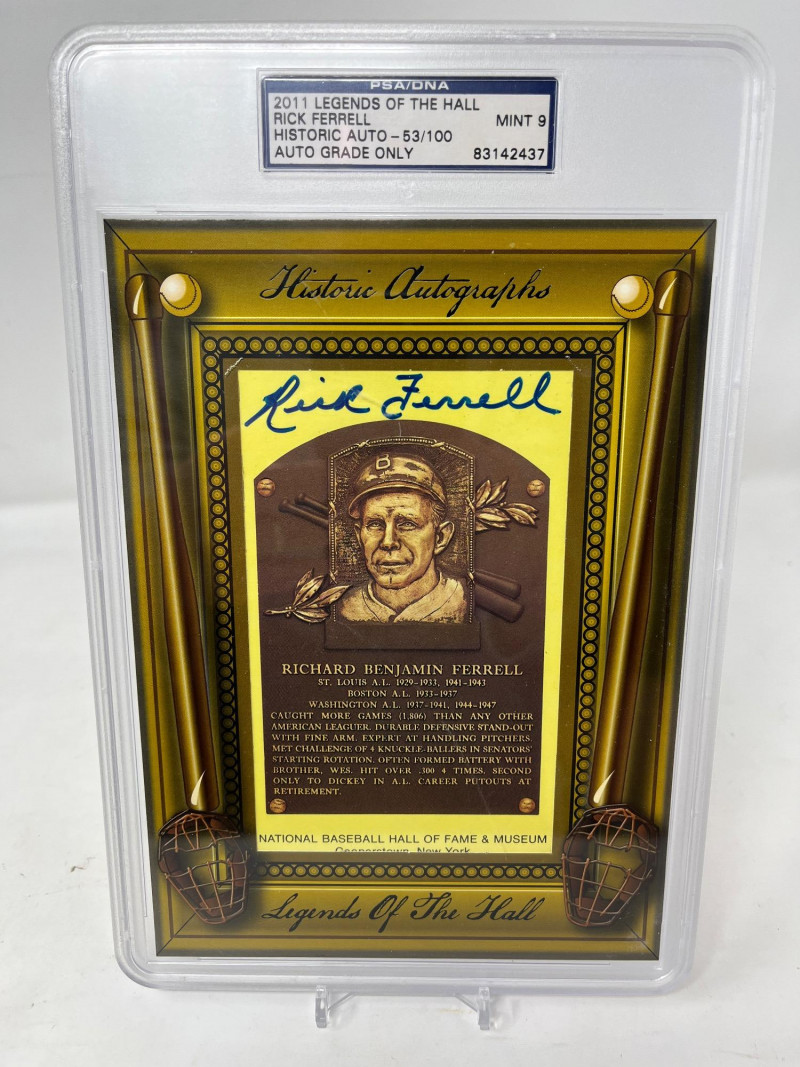 PSA/DNA
2011 LEGENDS OF THE HALL
RICK FERRELL MINT 9
HISTORIC AUTO - 53/100
AUTO GRADE ONLY 83142437
Historic Autographs
Rick Ferrell
B
RICHARD BENJAMIN FERRELL
ST. LOUIS A.L. 1929-1933, 1941-1943
BOSTON A.L. 1933-1937
WASHINGTON A.L. 1937-1941, 1944-1947
CAUGHT MORE GAMES (1,806) THAN ANY OTHER
AMERICAN LEAGUER. DURABLE DEFENSIVE STAND-OUT
WITH FINE ARM. EXPERT AT HANDLING PITCHERS.
MET CHALLENGE OF 4 KNUCKLE-BALLERS IN SENATORS'
STARTING ROTATION. OFTEN FORMED BATTERY WITH
BROTHER, WES. HIT OVER .300 4 TIMES. SECOND
ONLY TO DICKEY IN A.L. CAREER PUTOUTS AT
RETIREMENT.
NATIONAL BASEBALL HALL OF FAME & MUSEUM
Cooperstown, New York
Legends Of The Hall